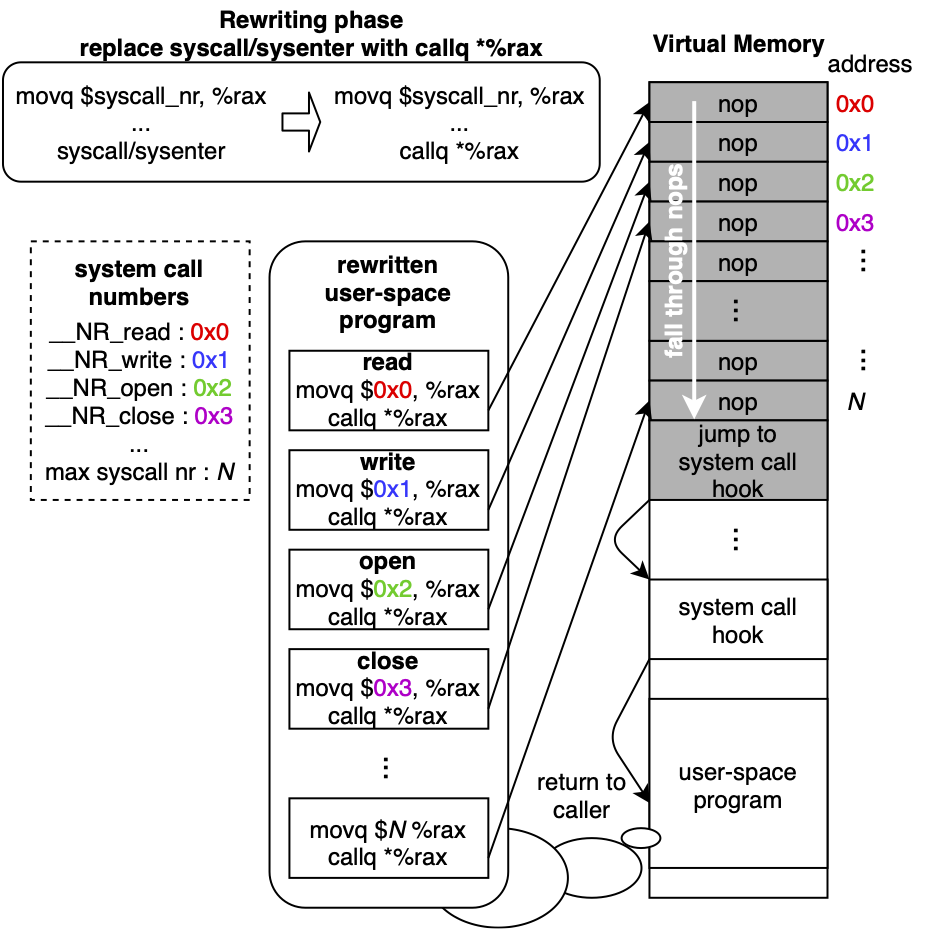 Rewriting phase
replace syscall/sysenter with callq *%rax
movq $syscall_nr, %rax
...
syscall/sysenter
movq $syscall_nr, %rax
...
callq *%rax
system call
numbers
__NR_read : 0x0
__NR_write : 0x1
__NR_open : 0x2
__NR_close : 0x3
...
max syscall nr : N
rewritten
user-space
program
read
movq $0x0, %rax
callq *%rax
write
movq $0x1, %rax
callq *%rax
open
movq $0x2, %rax
callq *%rax
close
movq $0x3, %rax
callq *%rax
...
movq $N %rax
callq *%rax
return to
caller
Virtual Memory
address
nop 0x0
nop 0x1
nop 0x2
nop 0x3
nop ...
...
nop ...
nop N
fall through nops
jump to
system call
hook
...
system call
hook
user-space
program